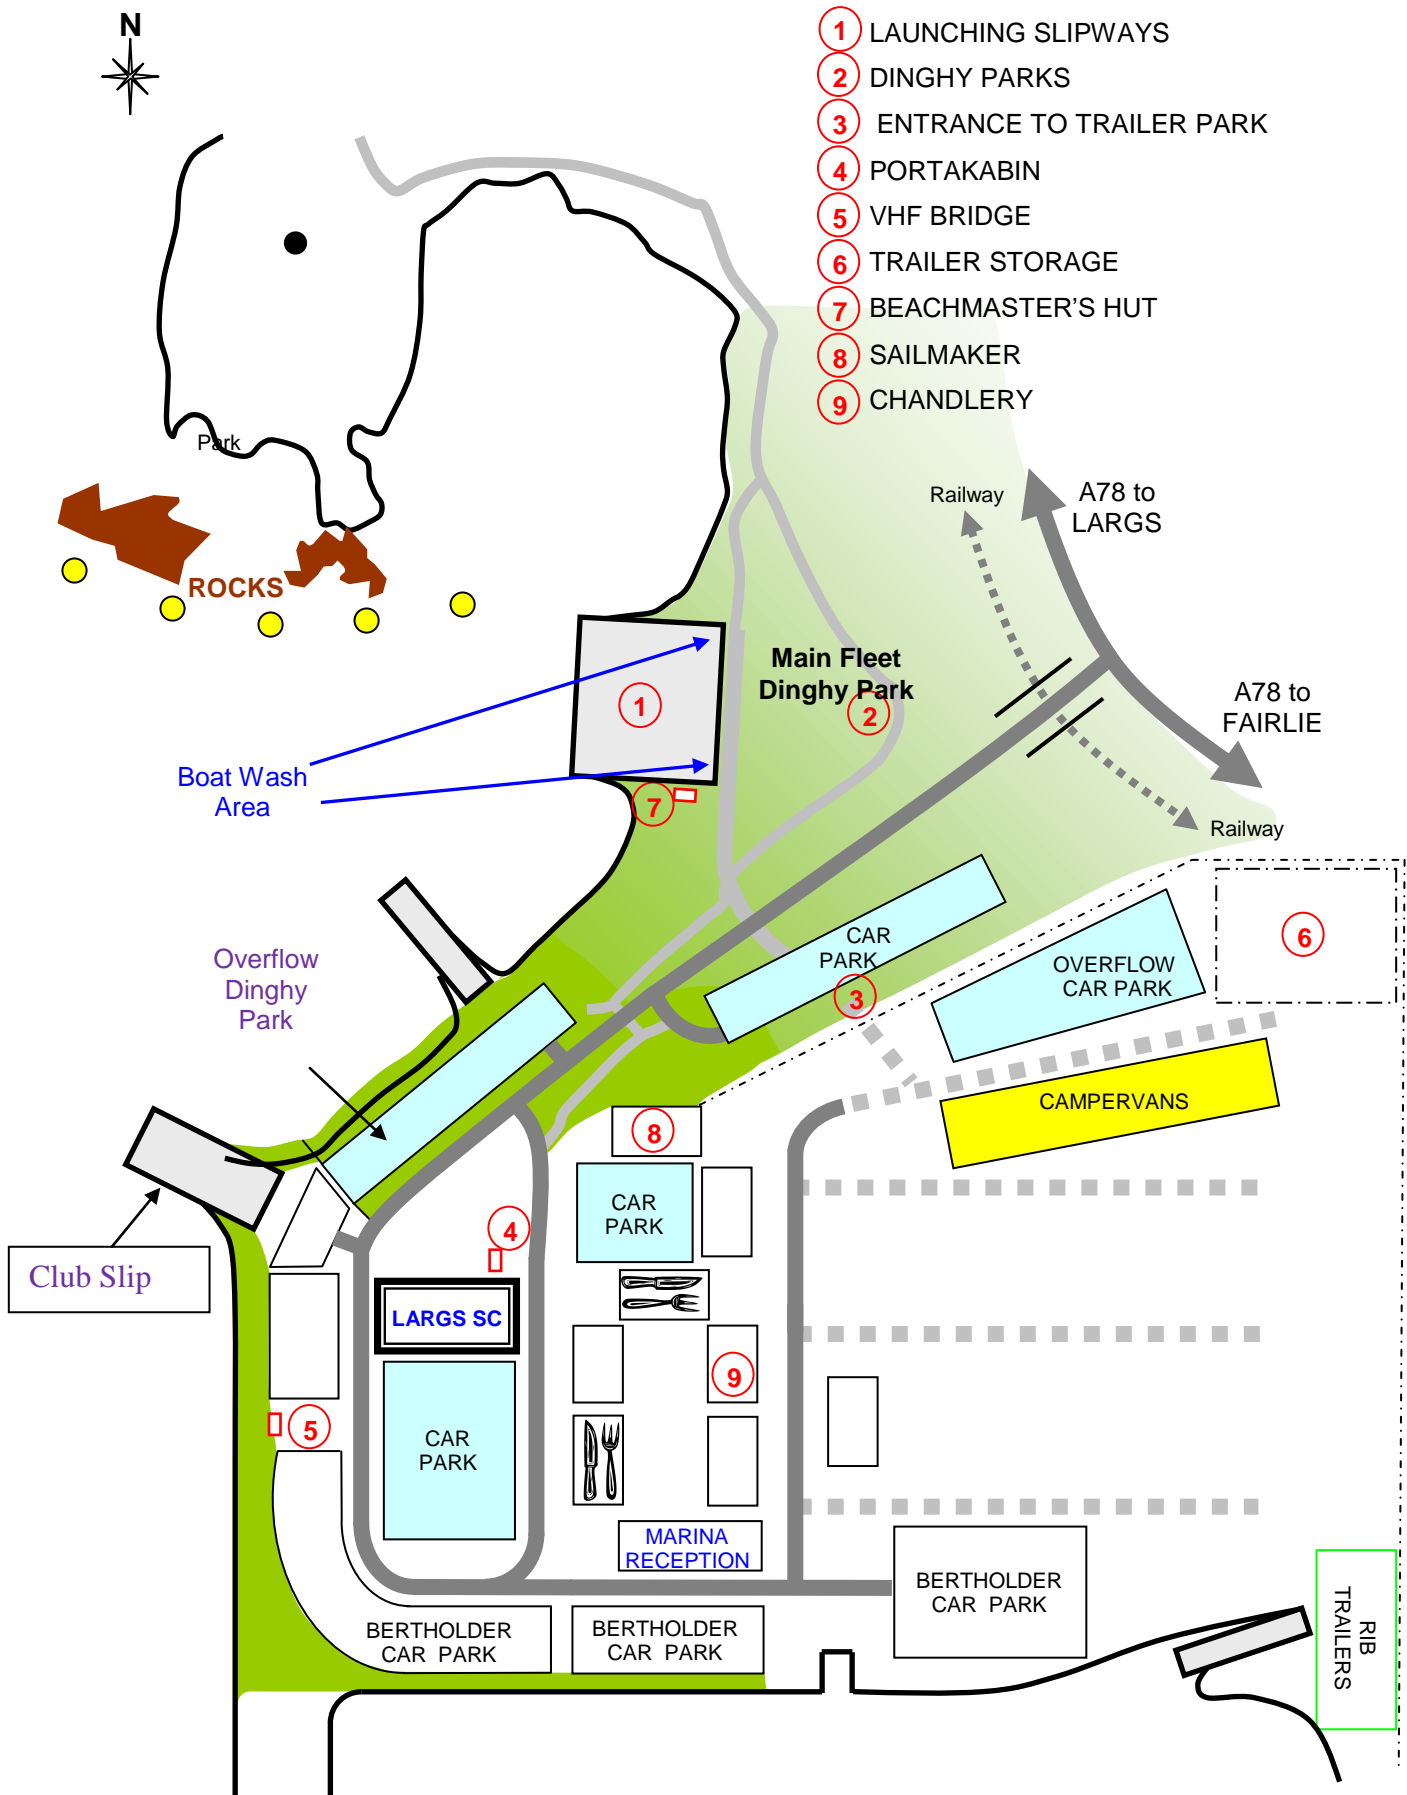 N
1 LAUNCHING SLIPWAYS
2 DINGHY PARKS
3 ENTRANCE TO TRAILER PARK
4 PORTAKABIN
5 VHF BRIDGE
6 TRAILER STORAGE
7 BEACHMASTER'S HUT
8 SAILMAKER
9 CHANDLERY
Park
ROCKS
Railway
A78 to
LARGS
Main Fleet
Dinghy Park
1
2
A78 to
FAIRLIE
Boat Wash
Area
7
Railway
CAR
PARK
3
OVERFLOW
CAR PARK
6
Overflow
Dinghy
Park
CAMPERVANS
8
CAR
PARK
4
Club Slip
LARGS SC
9
5
CAR
PARK
MARINA
RECEPTION
BERTHOLDER
CAR PARK
BERTHOLDER
CAR PARK
BERTHOLDER
CAR PARK
RIB
TRAILERS